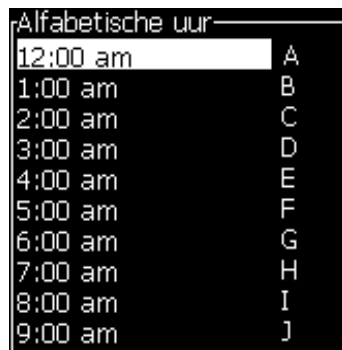 Alfabetische uur
12:00 am A
1:00 am B
2:00 am C
3:00 am D
4:00 am E
5:00 am F
6:00 am G
7:00 am H
8:00 am I
9:00 am J